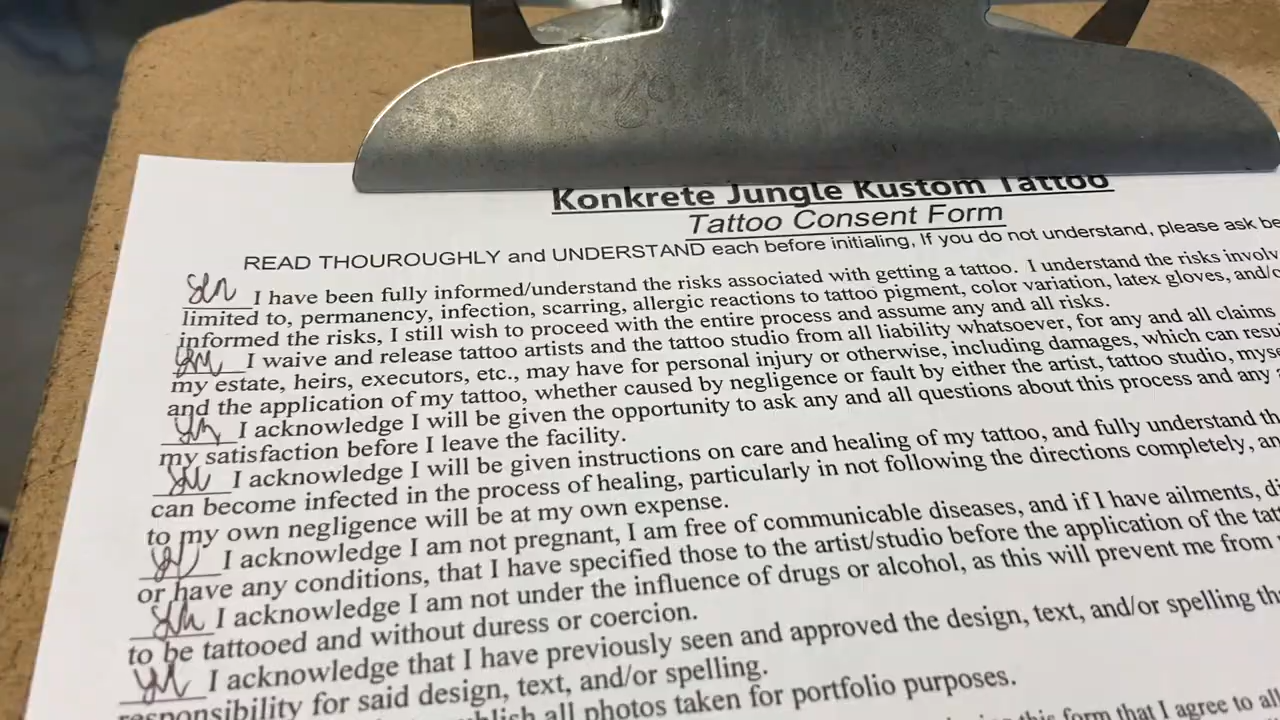 Konkrete Jungle Kustom Tattoo
Tattoo Consent Form
READ THOUROUGHLY and UNDERSTAND each before initialing, If you do not understand, please ask
I have been fully informed/understand the risks associated with getting a tattoo. I understand the risks
limited to, permanency, infection, scarring, allergic reactions to tattoo pigment, color variation, latex gloves,
informed the risks, I still wish to proceed with the entire process and assume any and all risks.
I waive and release tattoo artists and the tattoo studio from all liability whatsoever, for any and all claims
my estate, heirs, executors, etc., may have for personal injury or otherwise, including damages, which can
and the application of my tattoo, whether caused by negligence or fault by either the artist, tattoo studio,
I acknowledge I will be given the opportunity to ask any and all questions about this process and any
my satisfaction before I leave the facility.
I acknowledge I will be given instructions on care and healing of my tattoo, and fully understand
can become infected in the process of healing, particularly in not following the directions completely,
to my own negligence will be at my own expense.
I acknowledge I am not pregnant, I am free of communicable diseases, and if I have ailments,
or have any conditions, that I have specified those to the artist/studio before the application of the
I acknowledge I am not under the influence of drugs or alcohol, as this will prevent me from
to be tattooed and without duress or coercion.
I acknowledge that I have previously seen and approved the design, text, and/or spelling
responsibility for said design, text, and/or spelling.
all photos taken for portfolio purposes.
this form that I agree to all